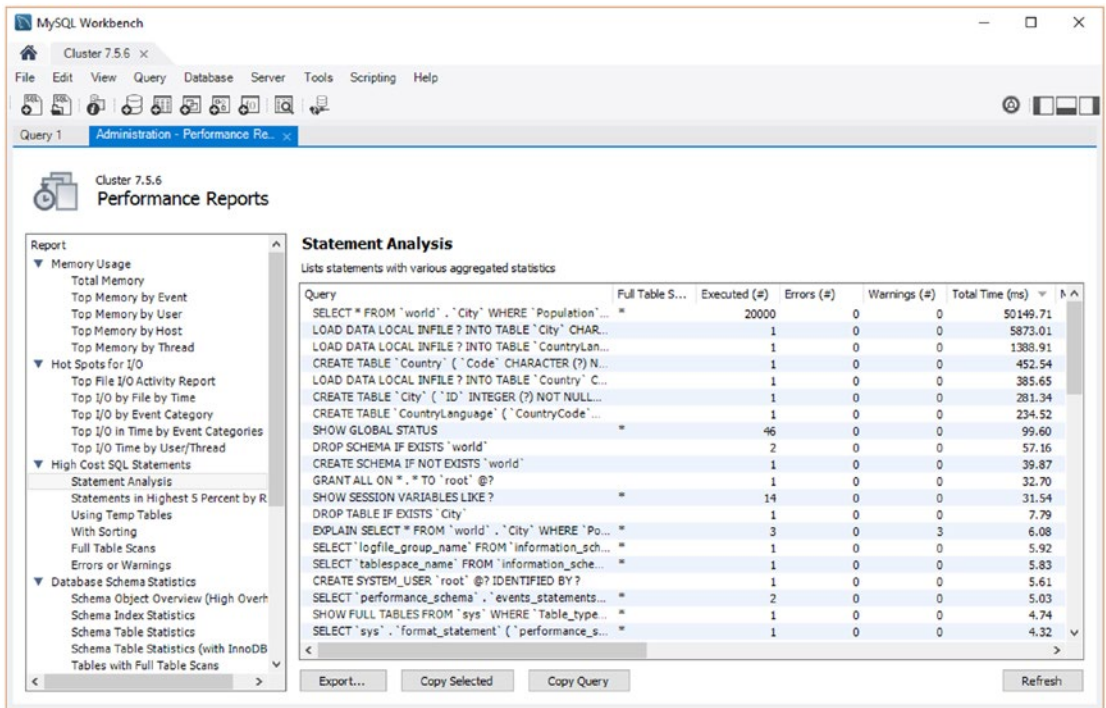 MySQL Workbench
Cluster 7.5.6 ×
File Edit View Query Database Server Tools Scripting Help
Query 1 Administration - Performance Re... ×
Cluster 7.5.6
Performance Reports
Report
Memory Usage
Total Memory
Top Memory by Event
Top Memory by User
Top Memory by Host
Top Memory by Thread
Hot Spots for I/O
Top File I/O Activity Report
Top I/O by File by Time
Top I/O by Event Category
Top I/O in Time by Event Categories
Top I/O Time by User/Thread
High Cost SQL Statements
Statement Analysis
Statements in Highest 5 Percent by R
Using Temp Tables
With Sorting
Full Table Scans
Errors or Warnings
Database Schema Statistics
Schema Object Overview (High Overh
Schema Index Statistics
Schema Table Statistics
Schema Table Statistics (with InnoDB
Tables with Full Table Scans
Statement Analysis
Lists statements with various aggregated statistics
Query Full Table S... Executed (#) Errors (#) Warnings (#) Total Time (ms)
SELECT * FROM `world` . `City` WHERE `Population`... * 20000 0 0 50149.71
LOAD DATA LOCAL INFILE ? INTO TABLE `City` CHAR... 1 0 0 5873.01
LOAD DATA LOCAL INFILE ? INTO TABLE `CountryLan... 1 0 0 1388.91
CREATE TABLE `Country` ( `Code` CHARACTER (?) N... 1 0 0 452.54
LOAD DATA LOCAL INFILE ? INTO TABLE `Country` C... 1 0 0 385.65
CREATE TABLE `City` ( `ID` INTEGER (?) NOT NULL... 1 0 0 281.34
CREATE TABLE `CountryLanguage` ( `CountryCode`... 1 0 0 234.52
SHOW GLOBAL STATUS * 46 0 0 99.60
DROP SCHEMA IF EXISTS `world` 2 0 0 57.16
CREATE SCHEMA IF NOT EXISTS `world` 1 0 0 39.87
GRANT ALL ON * . * TO `root` @? 1 0 0 32.70
SHOW SESSION VARIABLES LIKE ? * 14 0 0 31.54
DROP TABLE IF EXISTS `City` 1 0 0 7.79
EXPLAIN SELECT * FROM `world` . `City` WHERE `Po... * 3 0 3 6.08
SELECT `logfile_group_name` FROM `information_sch... * 1 0 0 5.92
SELECT `tablespace_name` FROM `information_sche... * 1 0 0 5.83
CREATE SYSTEM_USER `root` @? IDENTIFIED BY ? 1 0 0 5.61
SELECT `performance_schema` . `events_statements... * 2 0 0 5.03
SHOW FULL TABLES FROM `sys` WHERE `Table_type... * 1 0 0 4.74
SELECT `sys` . `format_statement` ( `performance_s... * 1 0 0 4.32
Export... Copy Selected Copy Query Refresh